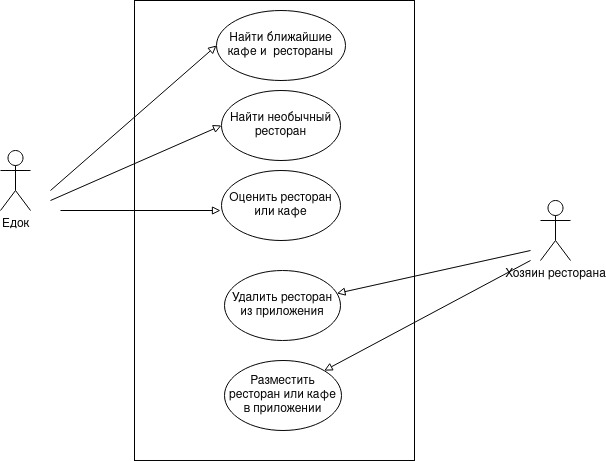 Найти ближайшие
кафе и рестораны
Найти необычный
ресторан
Оценить ресторан
или кафе
Едок
Хозяин ресторана
Удалить ресторан
из приложения
Разместить
ресторан или кафе
в приложении